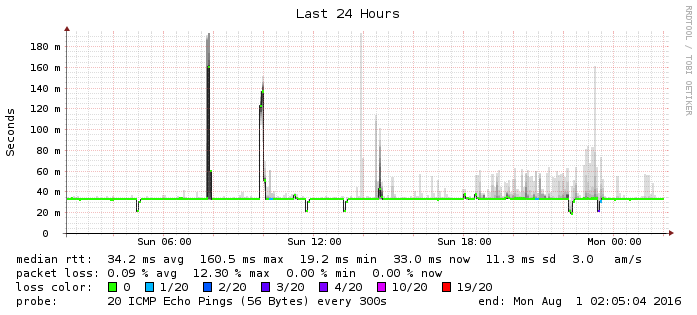 Last 24 Hours
RRDTOOL / TOBI OETIKER
Seconds
180 m
160 m
140 m
120 m
100 m
80 m
60 m
40 m
20 m
0
Sun 06:00 Sun 12:00 Sun 18:00 Mon 00:00
median rtt: 34.2 ms avg 160.5 ms max 19.2 ms min 33.0 ms now 11.3 ms sd 3.0 am/s
packet loss: 0.09 % avg 12.30 % max 0.00 % min 0.00 % now
loss color: 0 1/20 2/20 3/20 4/20 10/20 19/20
probe: 20 ICMP Echo Pings (56 Bytes) every 300s end: Mon Aug 1 02:05:04 2016